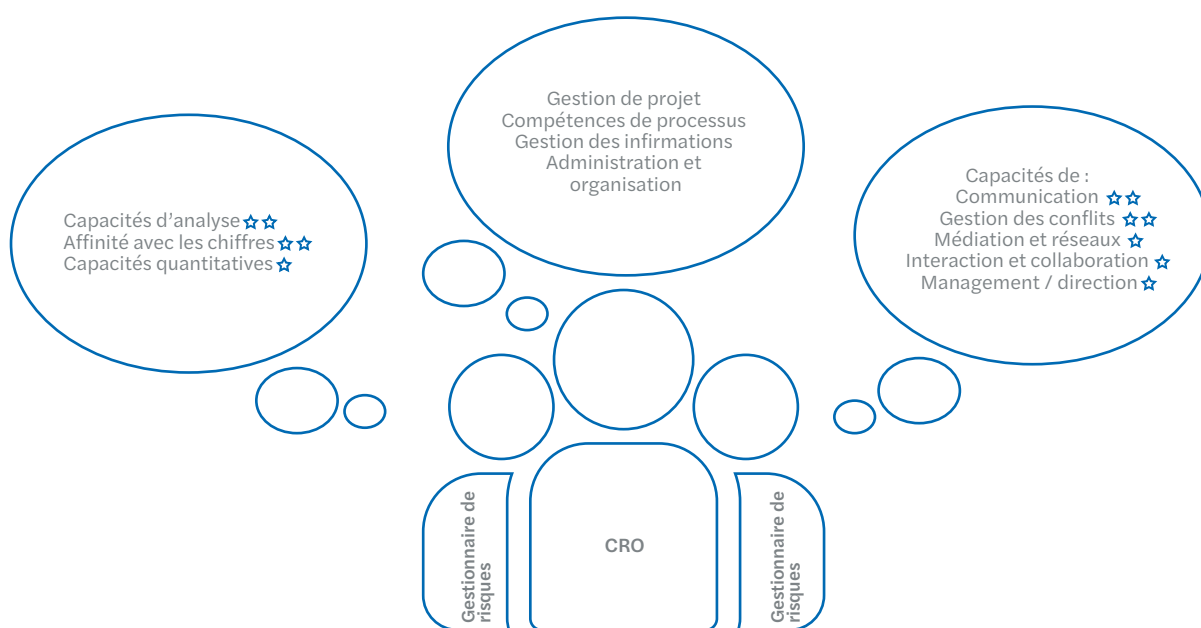 Gestion de projet
Compétences de processus
Gestion des infirmations
Administration et
organisation
Capacités d’analyse ☆☆
Affinité avec les chiffres ☆☆
Capacités quantitatives ☆
Capacités de :
Communication ☆☆
Gestion des conflits ☆☆
Médiation et réseaux ☆
Interaction et collaboration ☆
Management / direction ☆
Gestionnaire de
risques
CRO
Gestionnaire de
risques